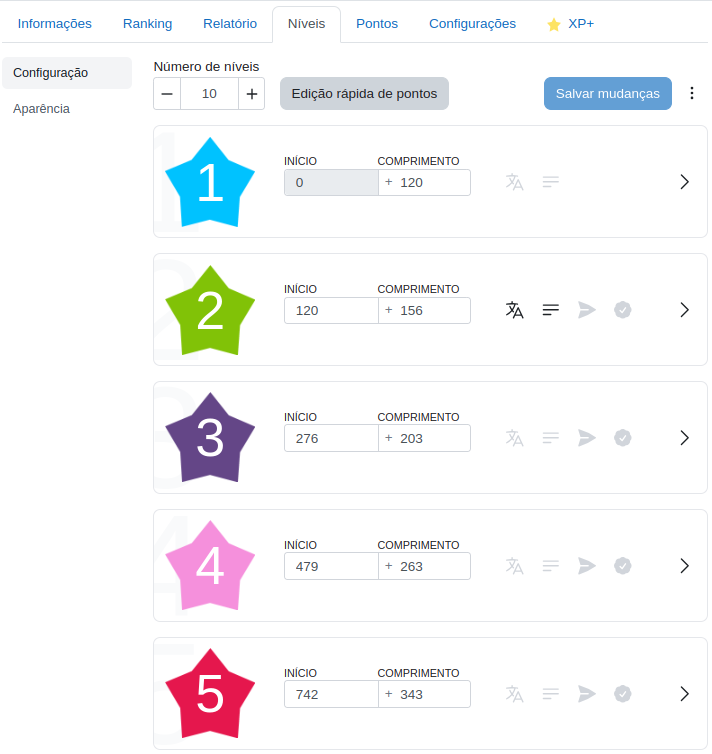 Informações Ranking Relatório Níveis Pontos Configurações XP+
Configuração
Aparência
Número de níveis
10 Edição rápida de pontos Salvar mudanças
1
INÍCIO COMPRIMENTO
0 + 120
2
INÍCIO COMPRIMENTO
120 + 156
3
INÍCIO COMPRIMENTO
276 + 203
4
INÍCIO COMPRIMENTO
479 + 263
5
INÍCIO COMPRIMENTO
742 + 343